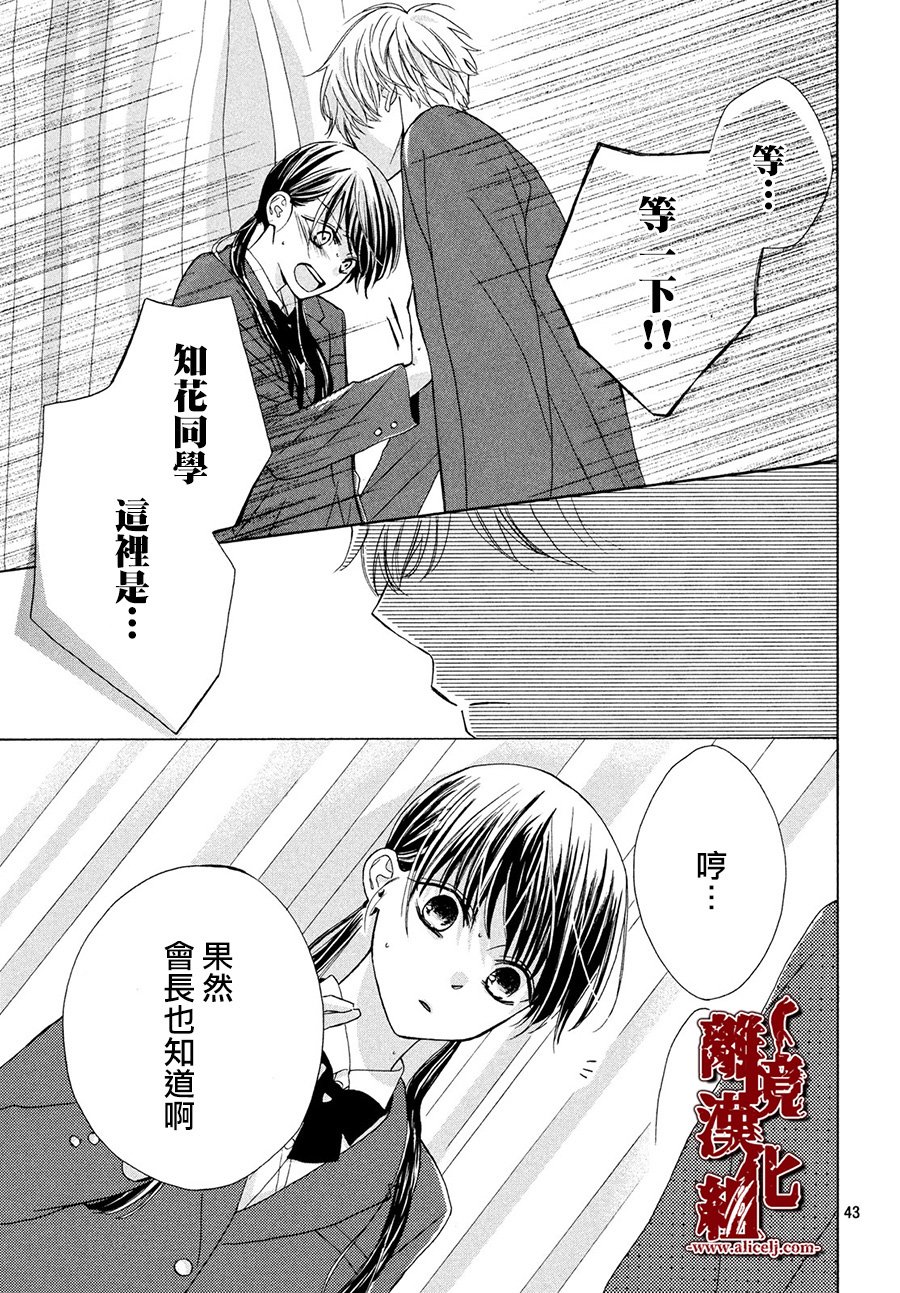 等…
等一下!!
知花同學
這裡是…
哼…
果然
會長也知道啊
離境漢化組
-www.alicelj.com-
43